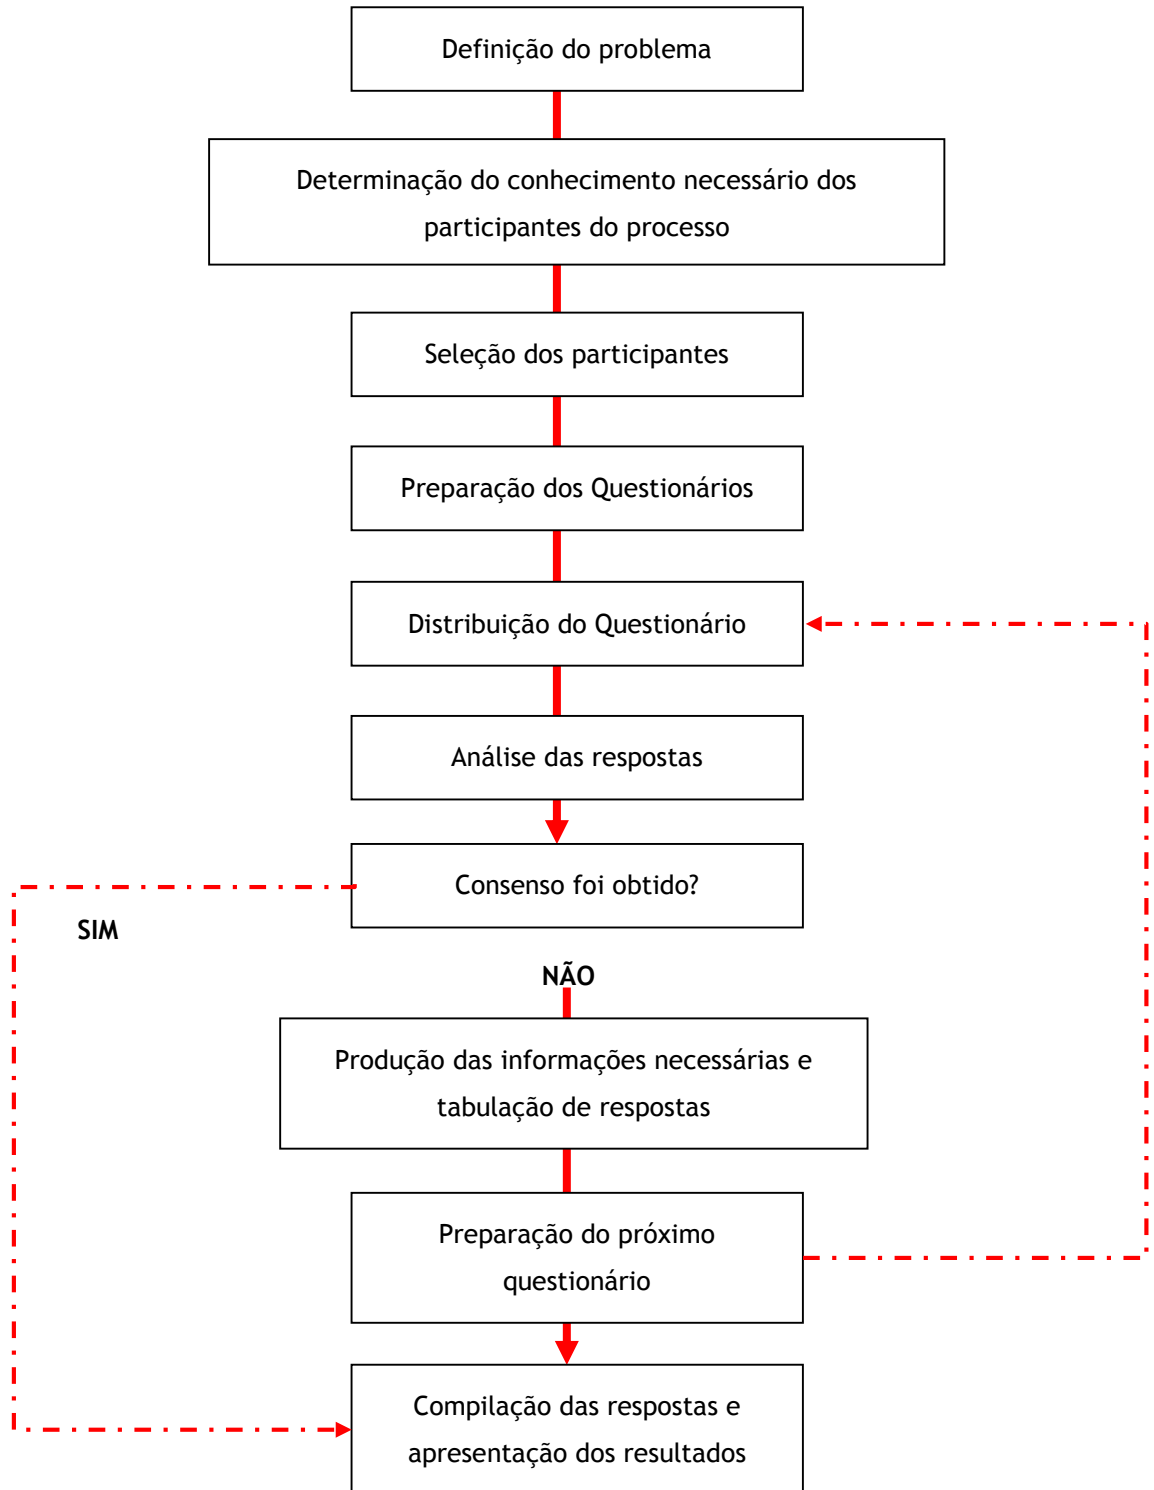 Definição do problema
Determinação do conhecimento necessário dos
participantes do processo
Seleção dos participantes
Preparação dos Questionários
Distribuição do Questionário
Análise das respostas
Consenso foi obtido?
SIM
NÃO
Produção das informações necessárias e
tabulação de respostas
Preparação do próximo
questionário
Compilação das respostas e
apresentação dos resultados